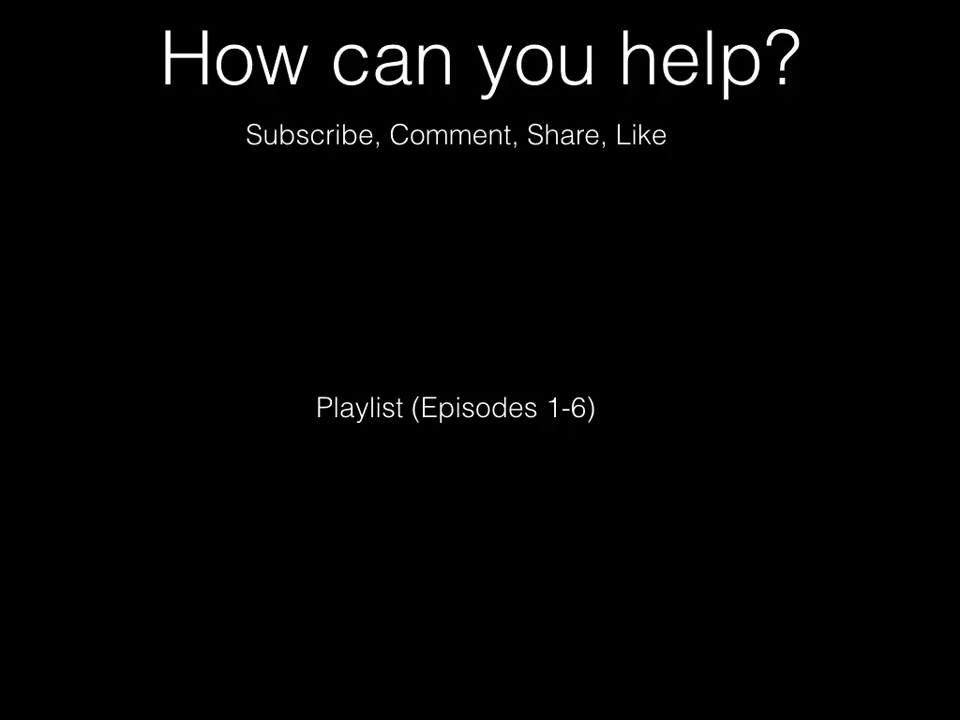 How can you help?
Subscribe, Comment, Share, Like
Playlist (Episodes 1-6)